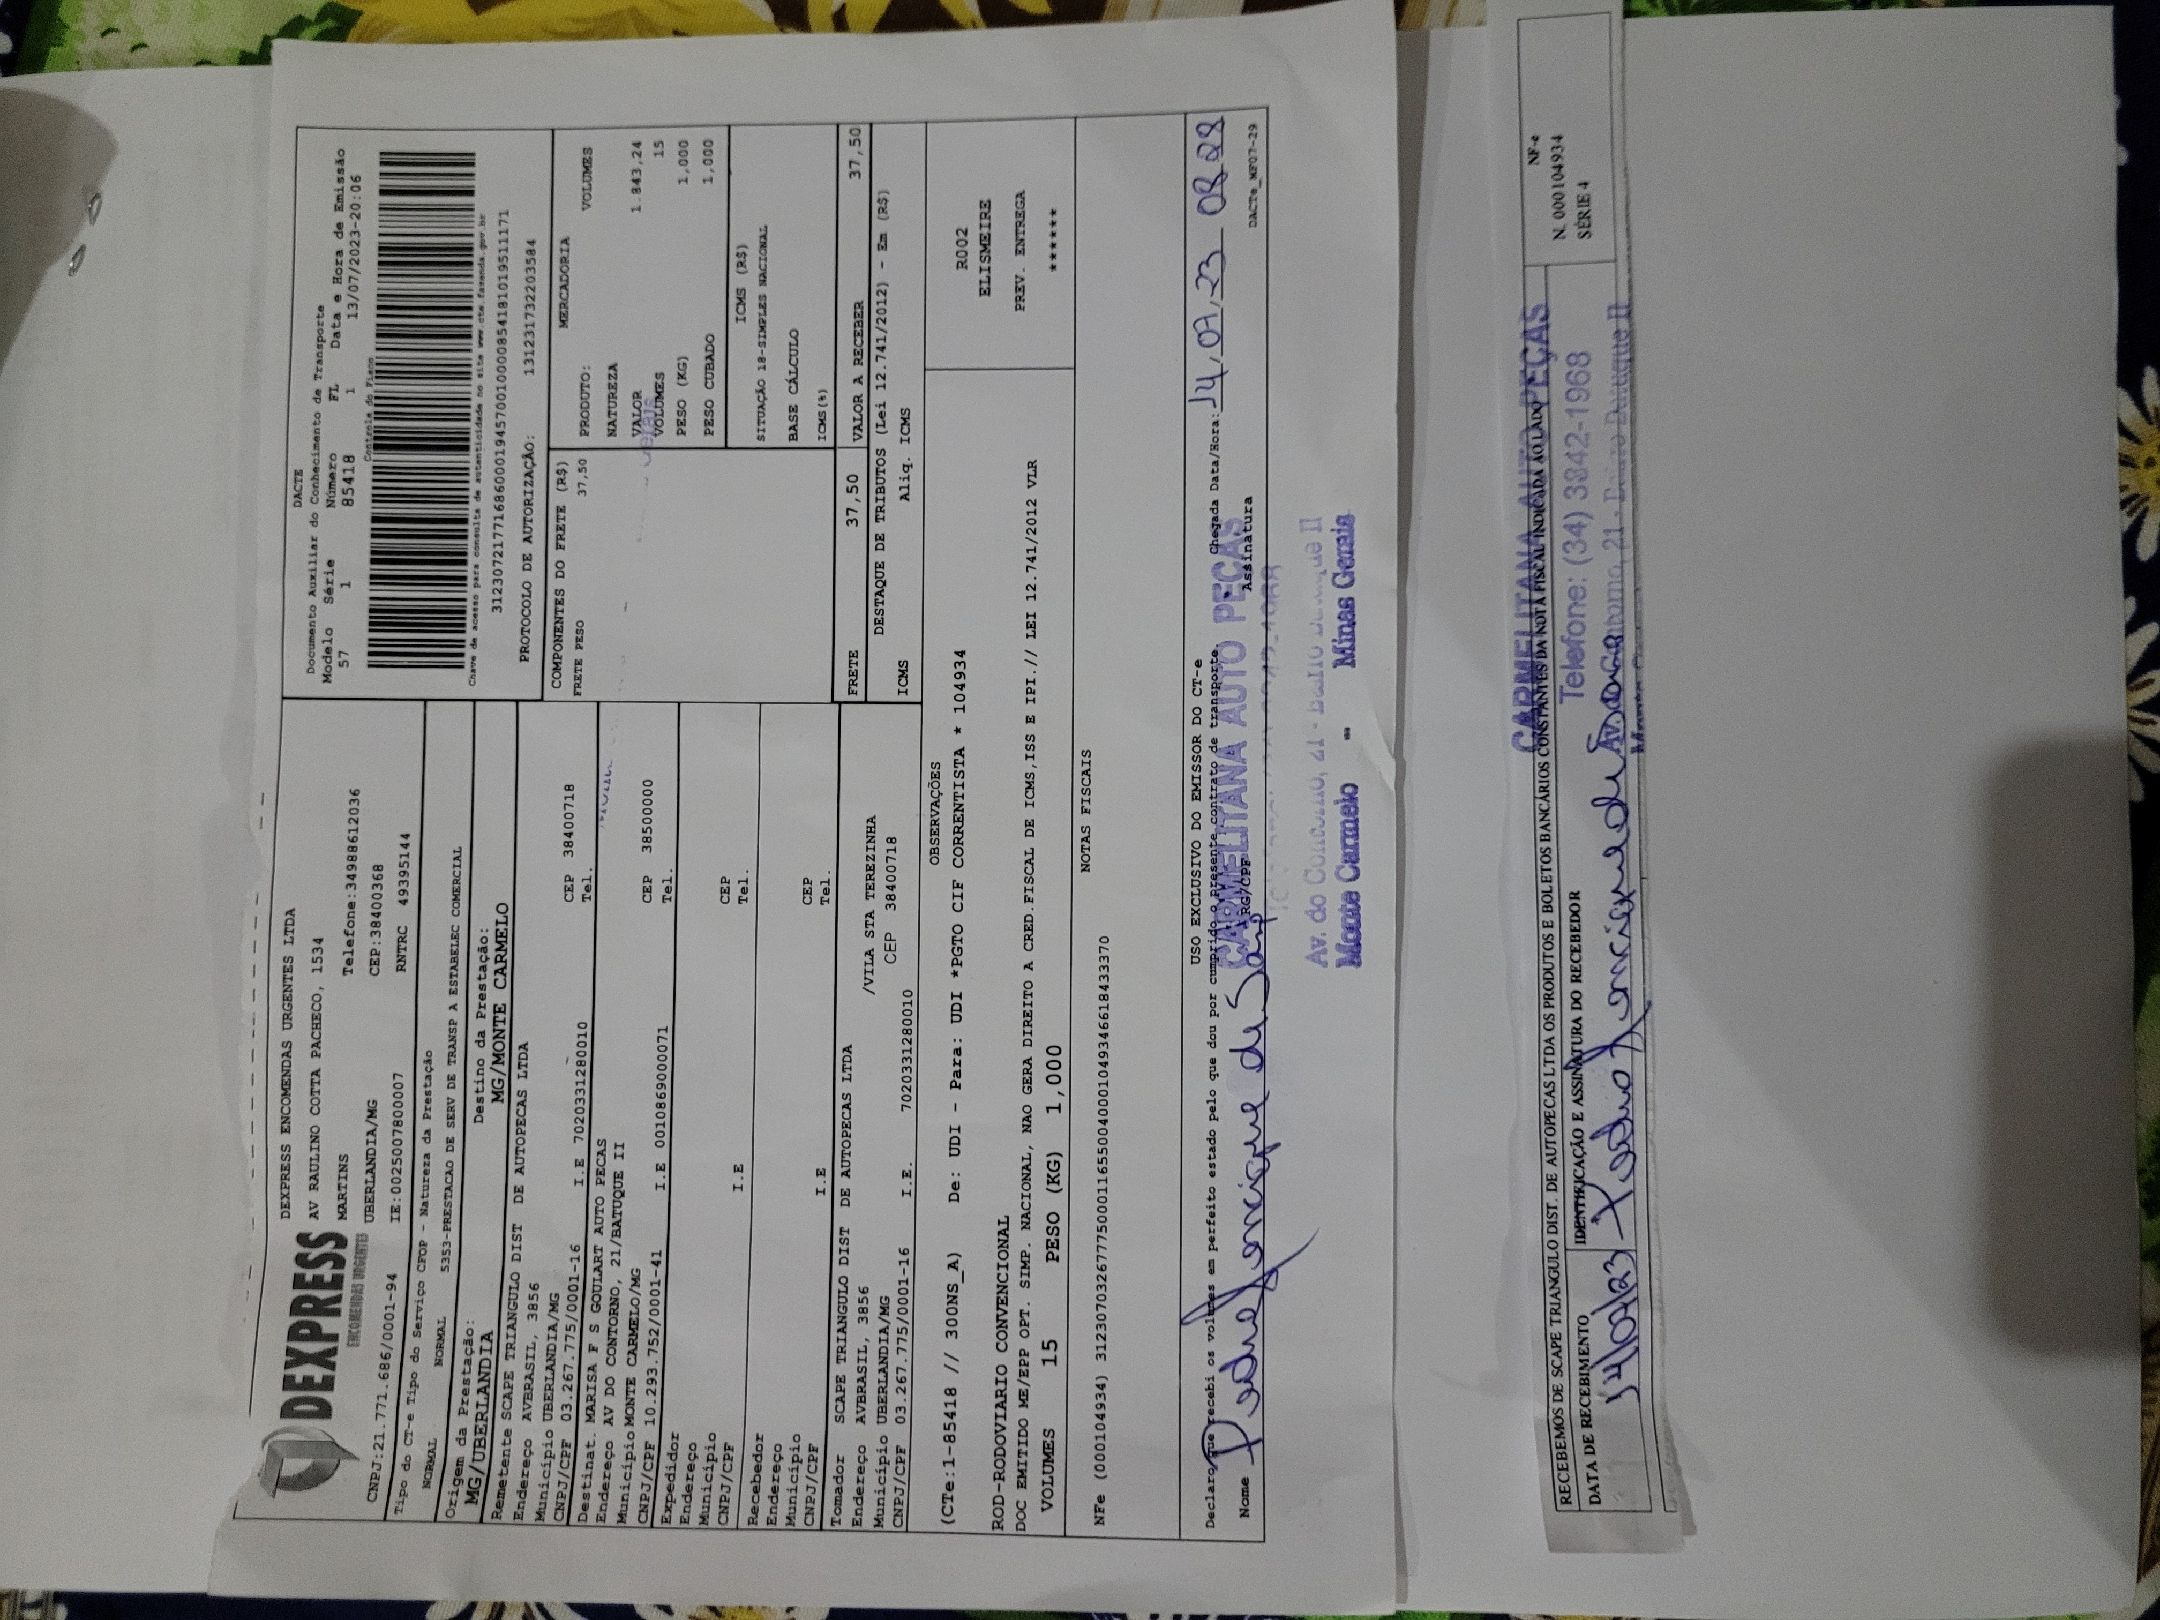 DEXPRESS
ENCOMENDAS URGENTES
DEXPRESS ENCOMENDAS URGENTES LTDA
AV RAULINO COTTA PACHECO, 1534
MARTINS Telefone:34988612036
UBERLANDIA/MG CEP:38400368
CNPJ:21.771.686/0001-94 IE:0025007800007 RNTRC 49395144
DACTE
Documento Auxiliar do Conhecimento de Transporte
Modelo Série Número FL Data e Hora de Emissão
57 1 85418 1 13/07/2023-20:06
Controle do Fisco
Chave de acesso para consulta de autenticidade no site www.cte.fazenda.gov.br
31230721771686000194570010000854181019511171
PROTOCOLO DE AUTORIZAÇÃO: 131231732203584
Tipo do CT-e Tipo do Serviço CFOP - Natureza da Prestação
NORMAL NORMAL 5353-PRESTACAO DE SERV DE TRANSP A ESTABELEC COMERCIAL
Origem da Prestação: Destino da Prestação:
MG/UBERLANDIA MG/MONTE CARMELO
Remetente SCAPE TRIANGULO DIST DE AUTOPECAS LTDA
Endereço AVBRASIL, 3856
Município UBERLANDIA/MG CEP 38400718
CNPJ/CPF 03.267.775/0001-16 I.E 7020331280010 Tel.
Destinat. MARISA F S GOULART AUTO PECAS
Endereço AV DO CONTORNO, 21/BATUQUE II
Município MONTE CARMELO/MG CEP 38500000
CNPJ/CPF 10.293.752/0001-41 I.E 0010869000071 Tel.
Expedidor
Endereço
Município CEP
CNPJ/CPF I.E Tel.
Recebedor
Endereço
Município CEP
CNPJ/CPF I.E Tel.
Tomador SCAPE TRIANGULO DIST DE AUTOPECAS LTDA
Endereço AVBRASIL, 3856 /VILA STA TEREZINHA
Município UBERLANDIA/MG CEP 38400718
CNPJ/CPF 03.267.775/0001-16 I.E. 7020331280010
COMPONENTES DO FRETE (R$)
FRETE PESO 37,50
MERCADORIA
PRODUTO: VOLUMES
NATUREZA
VALOR 1.843,24
VOLUMES 15
PESO (KG) 1,000
PESO CUBADO 1,000
ICMS (R$)
SITUAÇÃO 18-SIMPLES NACIONAL
BASE CÁLCULO
ICMS(%)
FRETE 37,50 VALOR A RECEBER 37,50
DESTAQUE DE TRIBUTOS (Lei 12.741/2012) - Em (R$)
ICMS Aliq. ICMS
OBSERVAÇÕES
(CTe:1-85418 // 300NS_A) De: UDI - Para: UDI *PGTO CIF CORRENTISTA * 104934
ROD-RODOVIARIO CONVENCIONAL
DOC EMITIDO ME/EPP OPT. SIMP. NACIONAL, NAO GERA DIREITO A CRED.FISCAL DE ICMS,ISS E IPI.// LEI 12.741/2012 VLR
VOLUMES 15 PESO (KG) 1,000
R002
ELISMEIRE
PREV. ENTREGA
******
NOTAS FISCAIS
NFe (000104934) 31230703267775000116550040001049346618433370
USO EXCLUSIVO DO EMISSOR DO CT-e
Declaro que recebi os volumes em perfeito estado pelo que dou por cumprido o presente contrato de transporte. Chegada Data/Hora: 14/07/23 08 28
Nome Pedro Henrique de RG/CPF Assinatura
DACTe_MF07-29
CARMELITANA AUTO PEÇAS
Av. do Contorno, 21 - Bairro Batuque II
Monte Carmelo - Minas Gerais
RECEBEMOS DE SCAPE TRIANGULO DIST. DE AUTOPECAS LTDA OS PRODUTOS E BOLETOS BANCÁRIOS CONSTANTES DA NOTA FISCAL INDICADA AO LADO
DATA DE RECEBIMENTO IDENTIFICAÇÃO E ASSINATURA DO RECEBEDOR
14/07/23 Pedro Henrique de
NF-e
N. 000104934
SÉRIE 4
CARMELITANA AUTO PEÇAS
Telefone: (34) 3842-1968
Av. do Contorno, 21 - Bairro Batuque II